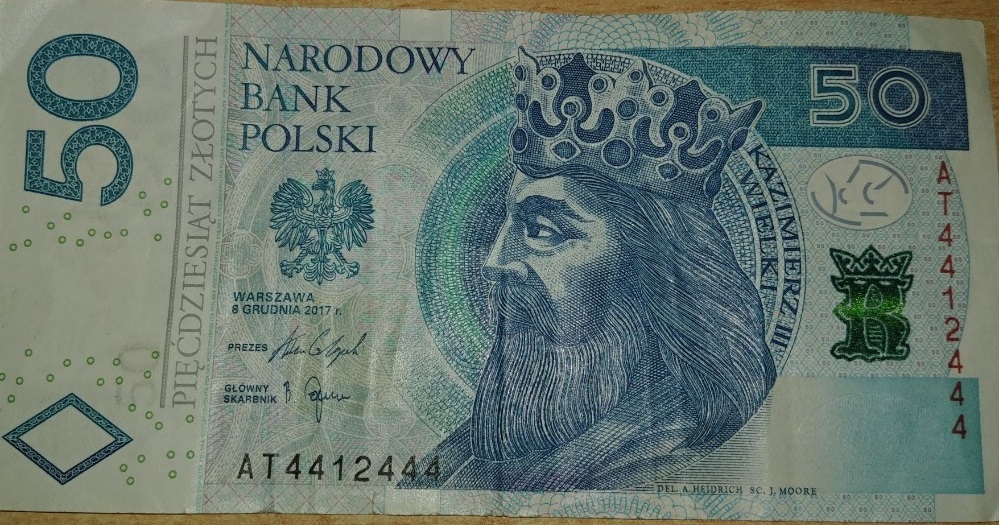 50
PIĘĆDZIESIĄT ZŁOTYCH
NARODOWY
BANK
POLSKI
50
KAZIMIERZ III
WIELKI
WARSZAWA
8 GRUDNIA 2017 r.
PREZES
GŁÓWNY
SKARBNIK
AT4412444
AT4412444
DEL. A. HEIDRICH SC. J. MOORE